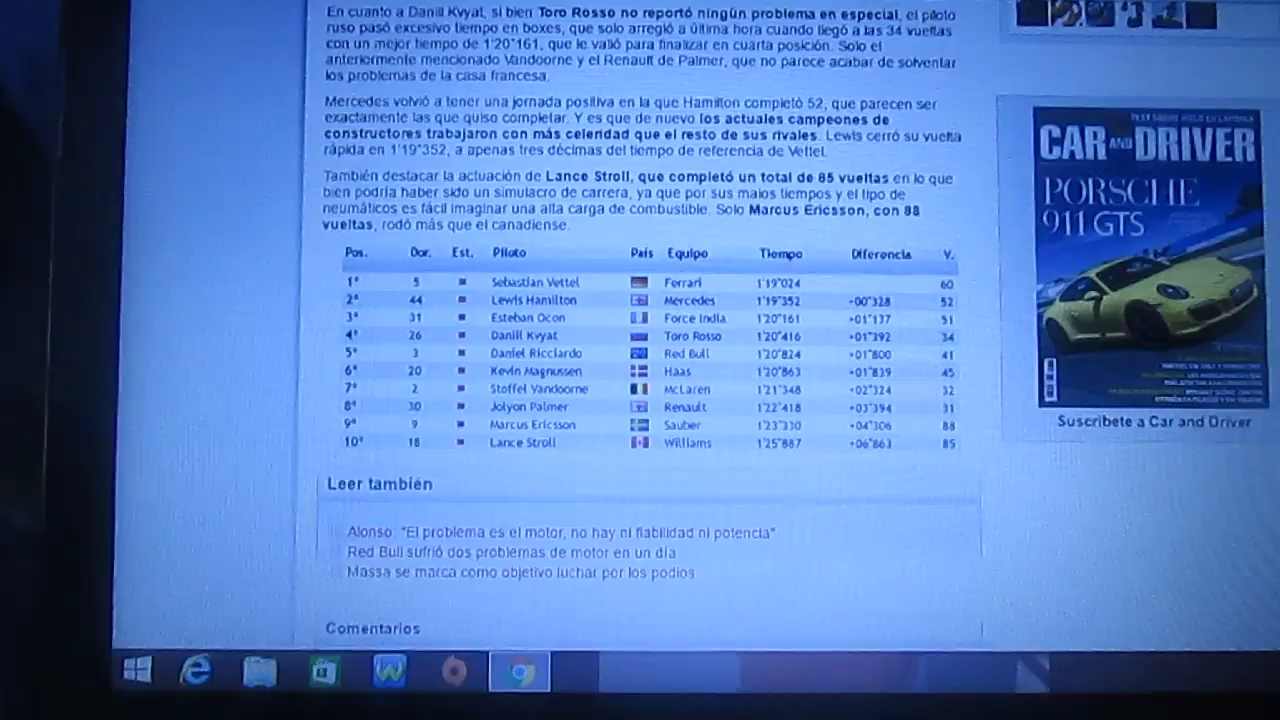 En cuanto a Daniil Kvyat, si bien Toro Rosso no reportó ningún problema en especial, el piloto
ruso pasó excesivo tiempo en boxes, que solo arregló a última hora cuando llegó a las 34 vueltas
con un mejor tiempo de 1'20"161, que le valió para finalizar en cuarta posición. Solo el
anteriormente mencionado Vandoorne y el Renault de Palmer, que no parece acabar de solventar
los problemas de la casa francesa.
Mercedes volvió a tener una jornada positiva en la que Hamilton completó 52, que parecen ser
exactamente las que quiso completar. Y es que de nuevo los actuales campeones de
constructores trabajaron con más celeridad que el resto de sus rivales. Lewis cerró su vuelta
rápida en 1'19"352, a apenas tres décimas del tiempo de referencia de Vettel.
También destacar la actuación de Lance Stroll, que completó un total de 85 vueltas en lo que
bien podría haber sido un simulacro de carrera, ya que por sus malos tiempos y el tipo de
neumáticos es fácil imaginar una alta carga de combustible. Solo Marcus Ericsson, con 88
vueltas, rodó más que el canadiense.
Pos. Dor. Est. Piloto País Equipo Tiempo Diferencia V.
1º 5 Sebastian Vettel Ferrari 1'19"024 60
2º 44 Lewis Hamilton Mercedes 1'19"352 +00"328 52
3º 31 Esteban Ocon Force India 1'20"161 +01"137 51
4º 26 Daniil Kvyat Toro Rosso 1'20"416 +01"392 34
5º 3 Daniel Ricciardo Red Bull 1'20"824 +01"800 41
6º 20 Kevin Magnussen Haas 1'20"863 +01"839 45
7º 2 Stoffel Vandoorne McLaren 1'21"348 +02"324 32
8º 30 Jolyon Palmer Renault 1'22"418 +03"394 31
9º 9 Marcus Ericsson Sauber 1'23"330 +04"306 88
10º 18 Lance Stroll Williams 1'25"887 +06"863 85
Leer también
Alonso: "El problema es el motor, no hay ni fiabilidad ni potencia"
Red Bull sufrió dos problemas de motor en un día
Massa se marca como objetivo luchar por los podios
Comentarios
CAR AND DRIVER
PORSCHE
911 GTS
Suscribete a Car and Driver